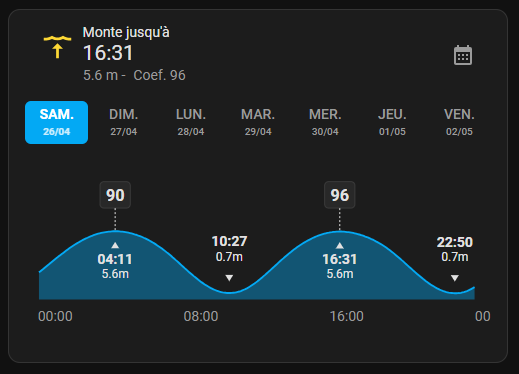 Monte jusqu'à
16:31
5.6 m - Coef. 96
SAM. DIM. LUN. MAR. MER. JEU. VEN.
26/04 27/04 28/04 29/04 30/04 01/05 02/05
90 96
04:11 10:27 16:31 22:50
5.6m 0.7m 5.6m 0.7m
00:00 08:00 16:00 00